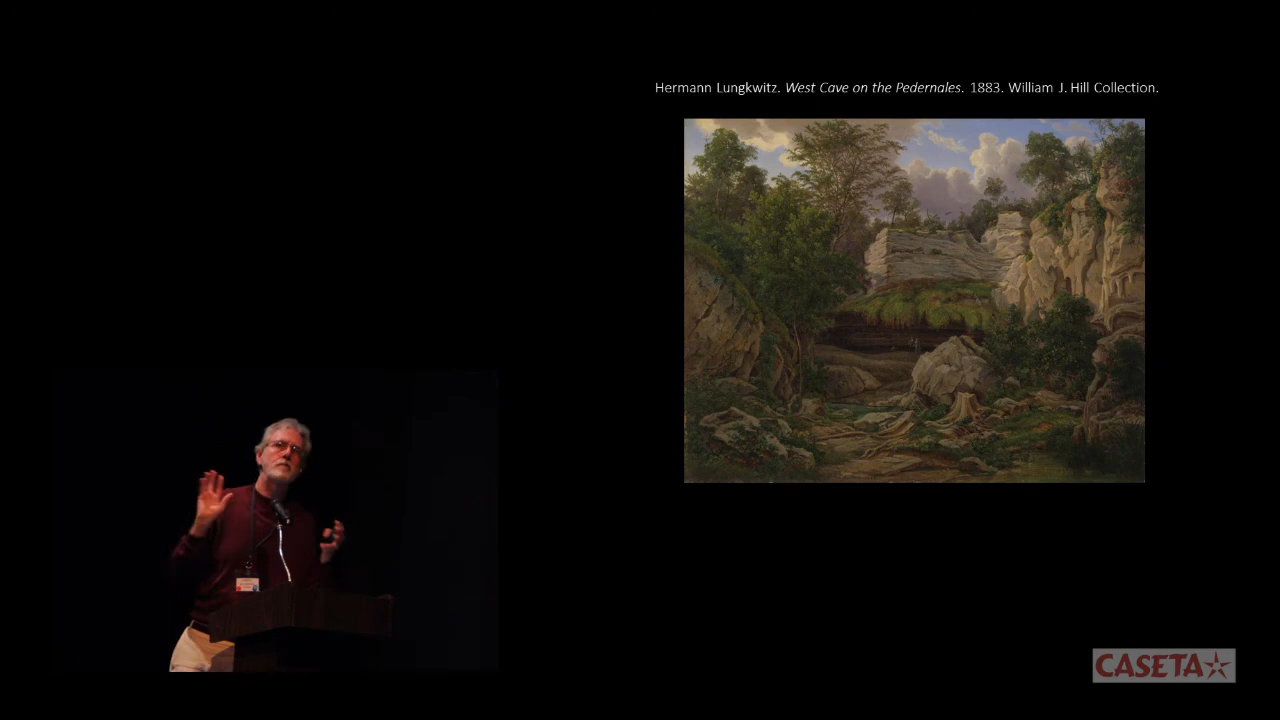 Hermann Lungkwitz. West Cave on the Pedernales. 1883. William J. Hill Collection.
CASETA